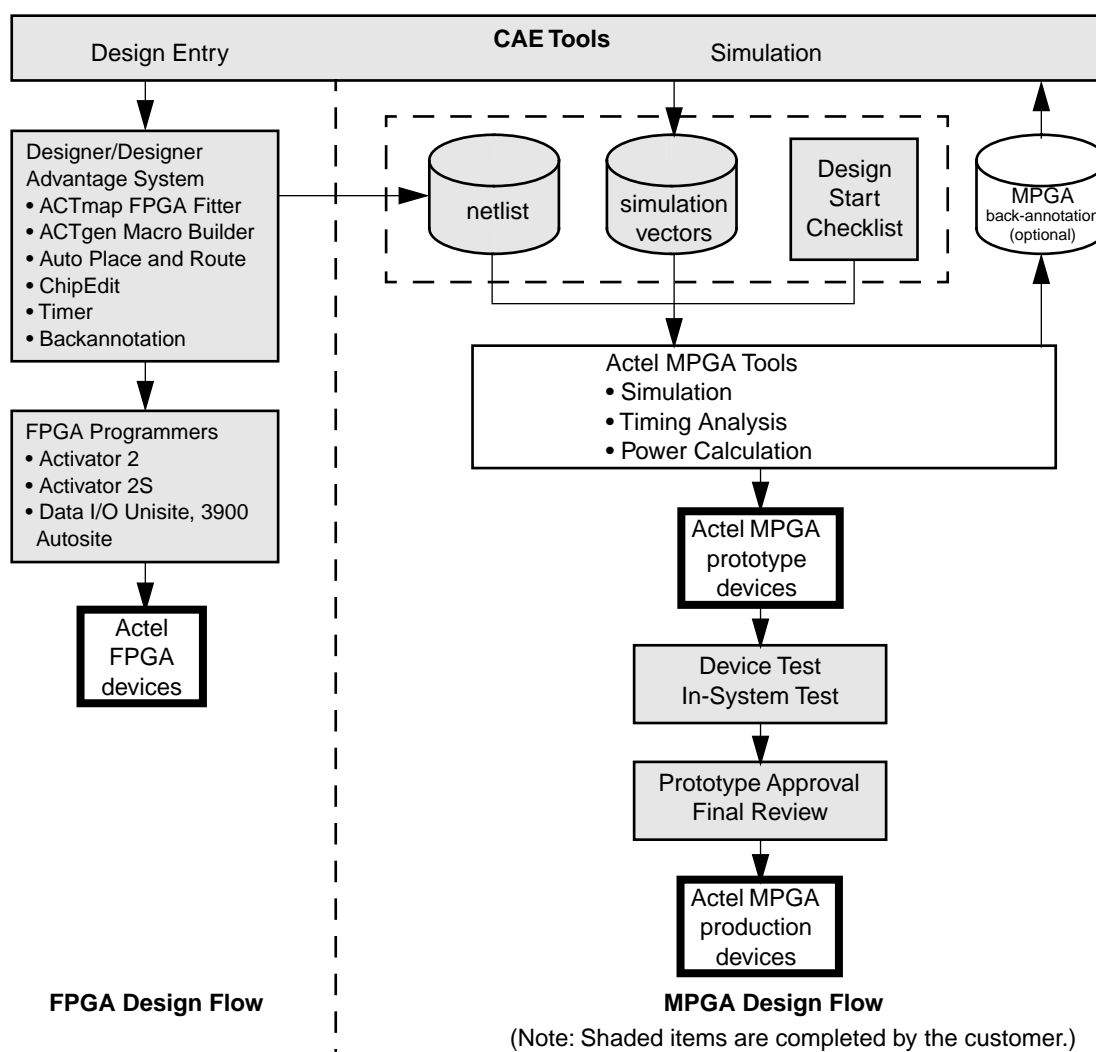 CAE Tools
Design Entry
Simulation
Designer/Designer
Advantage System
• ACTmap FPGA Fitter
• ACTgen Macro Builder
• Auto Place and Route
• ChipEdit
• Timer
• Backannotation
FPGA Programmers
• Activator 2
• Activator 2S
• Data I/O Unisite, 3900
Autosite
Actel
FPGA
devices
FPGA Design Flow
netlist
simulation
vectors
Design
Start
Checklist
MPGA
back-annotation
(optional)
Actel MPGA Tools
• Simulation
• Timing Analysis
• Power Calculation
Actel MPGA
prototype
devices
Device Test
In-System Test
Prototype Approval
Final Review
Actel MPGA
production
devices
MPGA Design Flow
(Note: Shaded items are completed by the customer.)